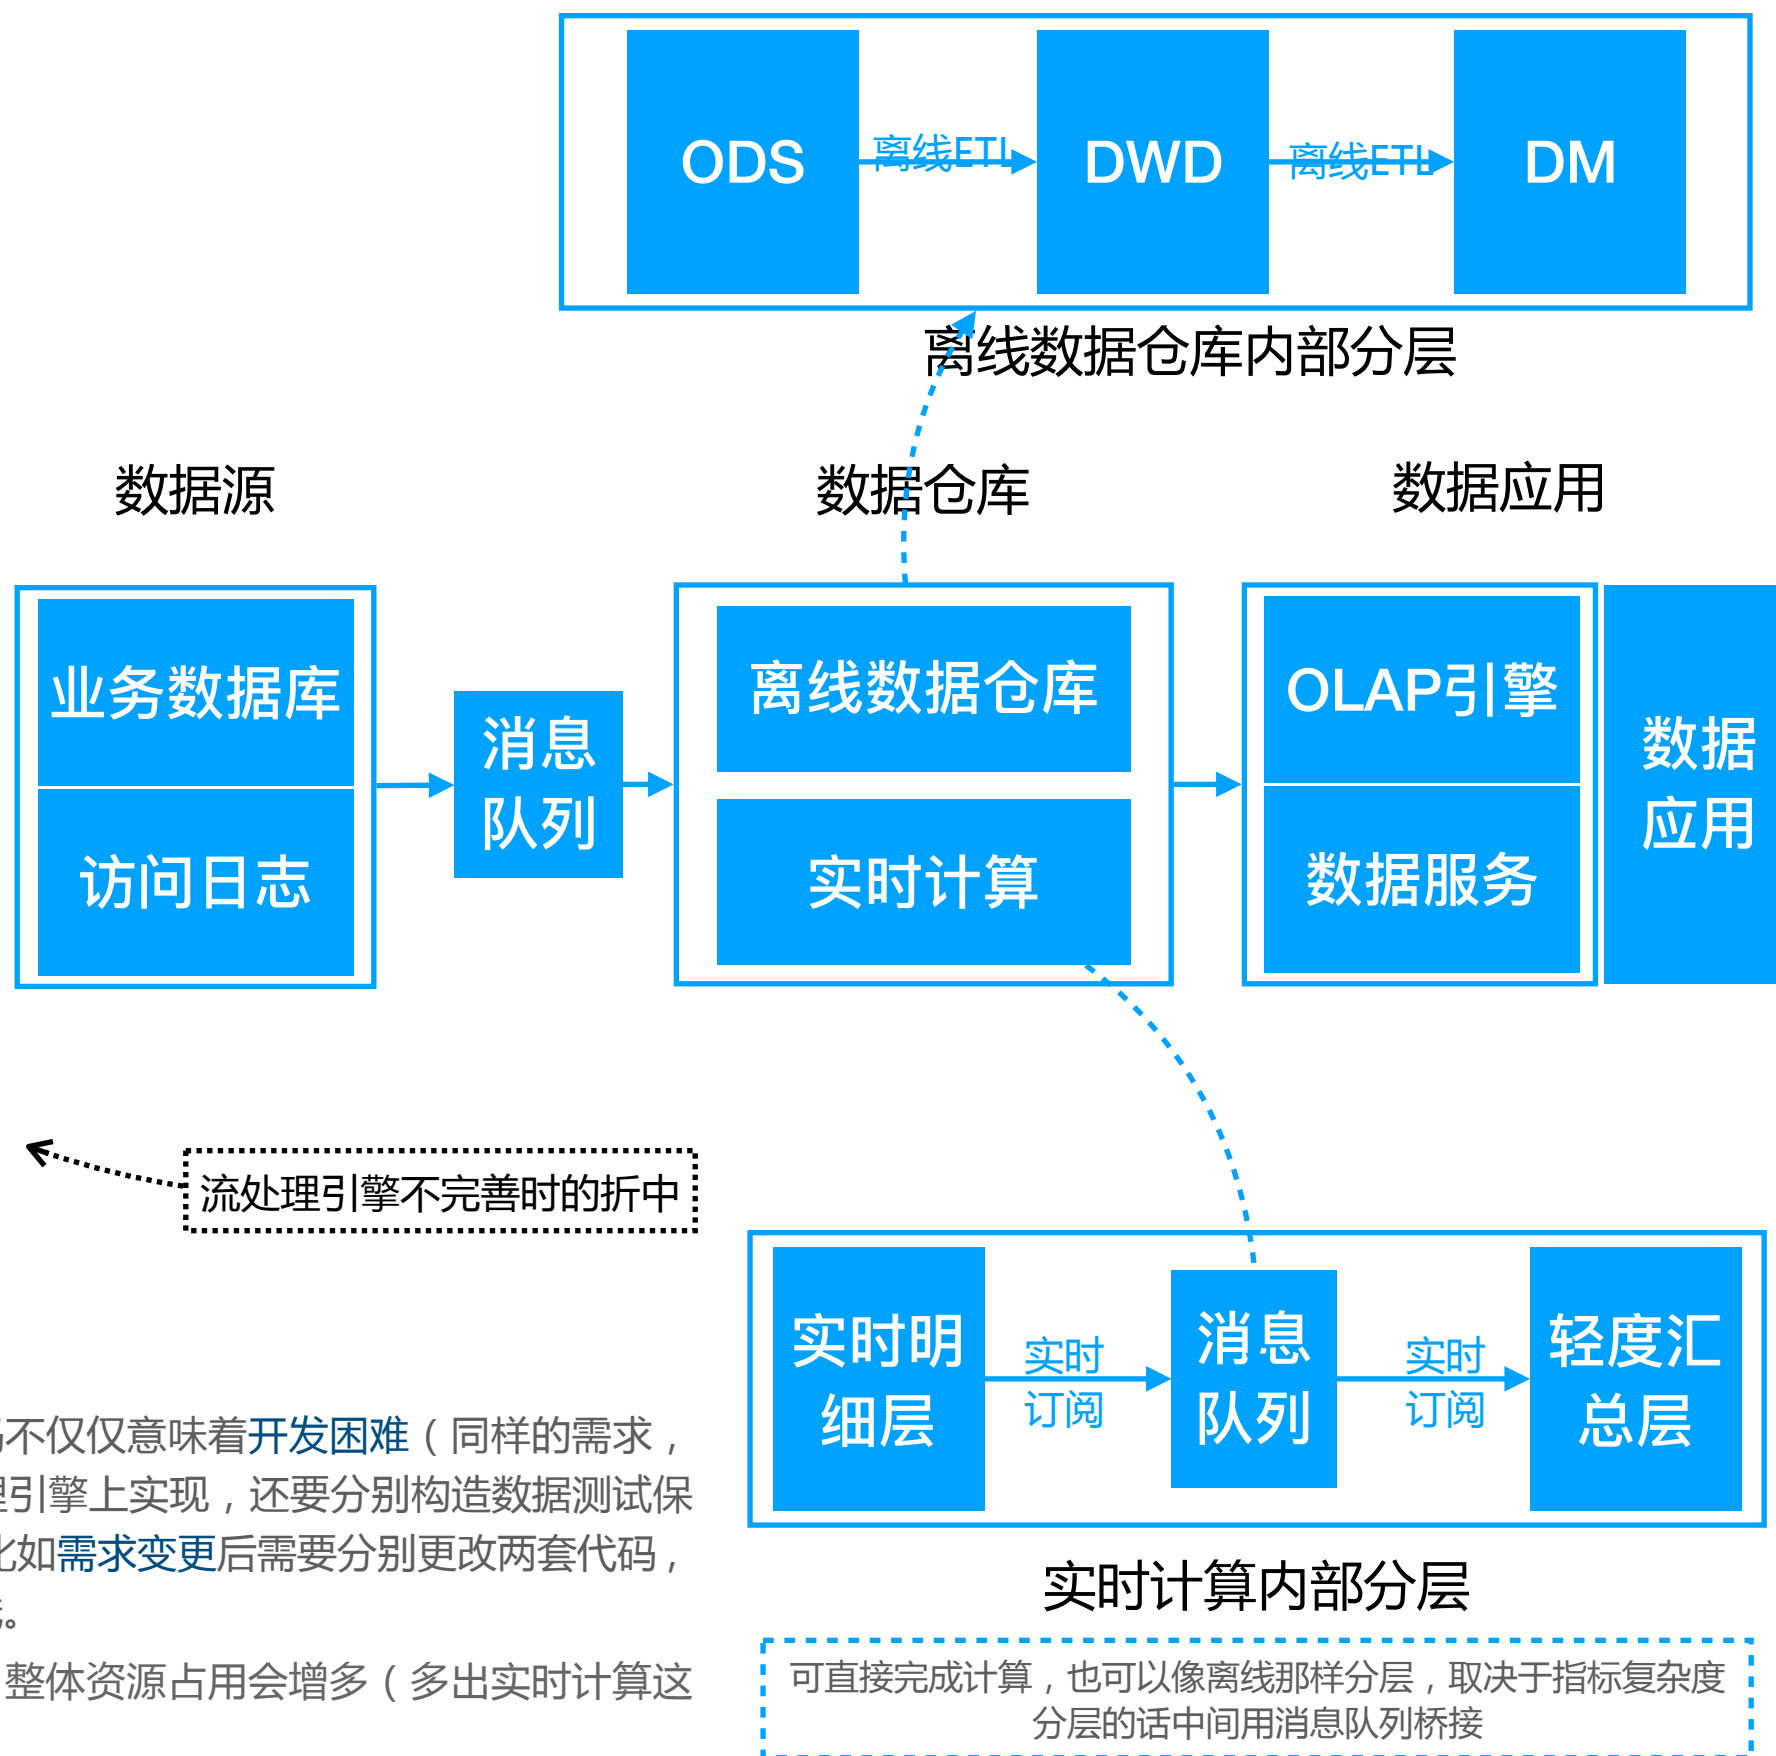 ODS
离线ETL
DWD
离线ETL
DM
离线数据仓库内部分层
数据源
数据仓库
数据应用
业务数据库
访问日志
消息
队列
离线数据仓库
实时计算
OLAP引擎
数据服务
数据
应用
流处理引擎不完善时的折中
实时明
细层
实时
订阅
消息
队列
实时
订阅
轻度汇
总层
不仅仅意味着开发困难（同样的需求，
引擎上实现，还要分别构造数据测试保
如需求变更后需要分别更改两套代码，
。
整体资源占用会增多（多出实时计算这
实时计算内部分层
可直接完成计算，也可以像离线那样分层，取决于指标复杂度
分层的话中间用消息队列桥接